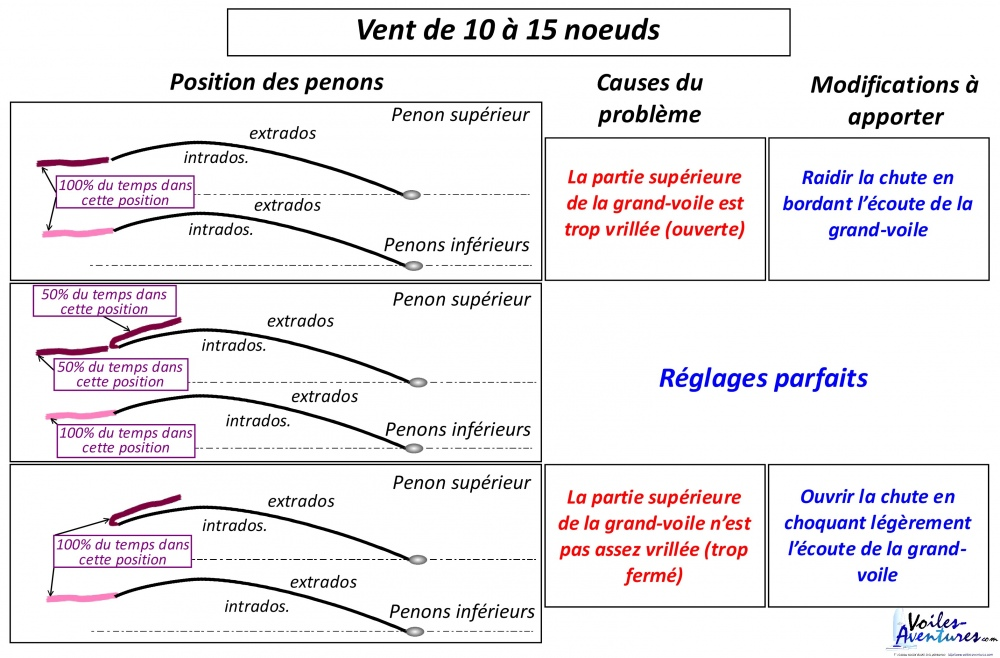 Vent de 10 à 15 noeuds
Position des penons
Causes du
problème
Modifications à
apporter
Penon supérieur
extrados
intrados.
100% du temps dans
cette position
extrados
intrados.
Penons inférieurs
La partie supérieure
de la grand-voile est
trop vrillée (ouverte)
Raidir la chute en
bordant l’écoute de la
grand-voile
50% du temps dans
cette position
Penon supérieur
extrados
intrados.
50% du temps dans
cette position
extrados
intrados.
Penons inférieurs
100% du temps dans
cette position
Réglages parfaits
Penon supérieur
extrados
intrados.
100% du temps dans
cette position
extrados
intrados.
Penons inférieurs
La partie supérieure
de la grand-voile n’est
pas assez vrillée (trop
fermé)
Ouvrir la chute en
choquant légèrement
l’écoute de la grand-
voile
Voiles-
Aventures.com